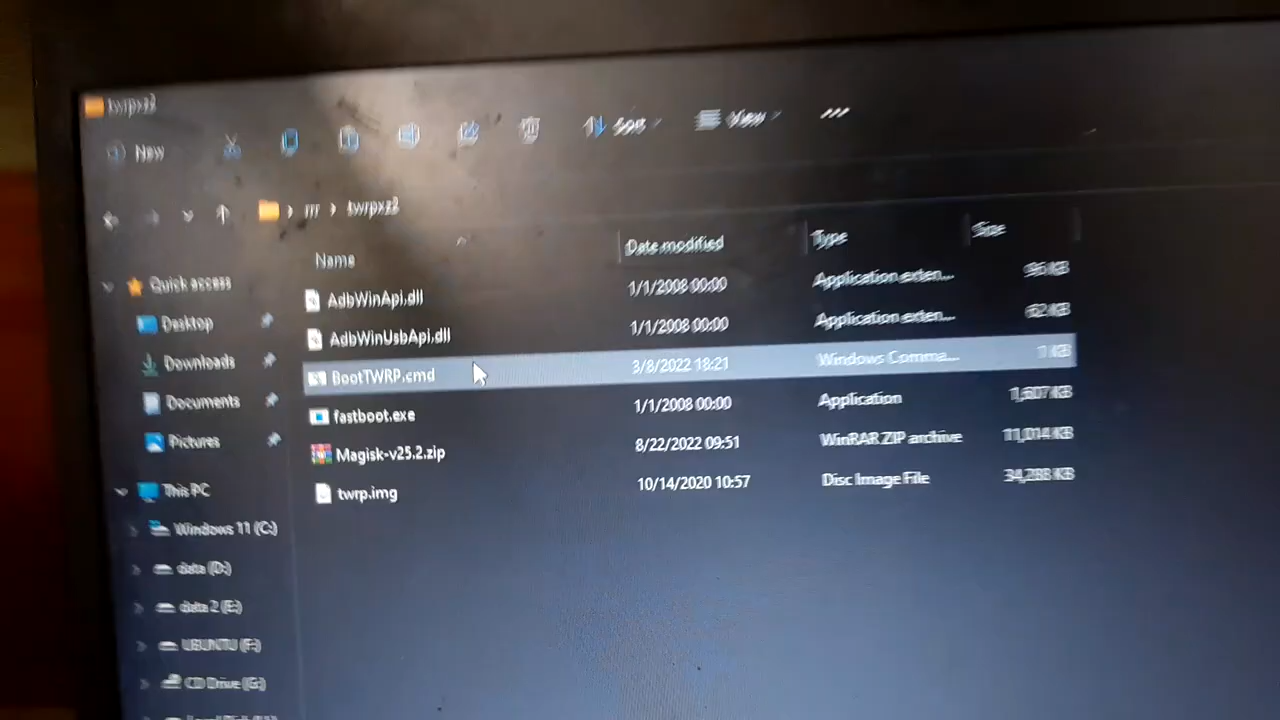 twrpxz2
New
Sort
View
rrr > twrpxz2
Name
Date modified
Type
Size
Quick access
AdbWinApi.dll
1/1/2008 00:00
Application exten...
96 KB
Desktop
AdbWinUsbApi.dll
1/1/2008 00:00
Application exten...
62 KB
Downloads
BootTWRP.cmd
3/8/2022 18:21
Windows Comma...
1 KB
Documents
fastboot.exe
1/1/2008 00:00
Application
1,607 KB
Pictures
Magisk-v25.2.zip
8/22/2022 09:51
WinRAR ZIP archive
11,014 KB
This PC
twrp.img
10/14/2020 10:57
Disc Image File
34,288 KB
Windows 11 (C:)
data (D:)
data 2 (E:)
UBUNTU (F:)
CD Drive (G:)